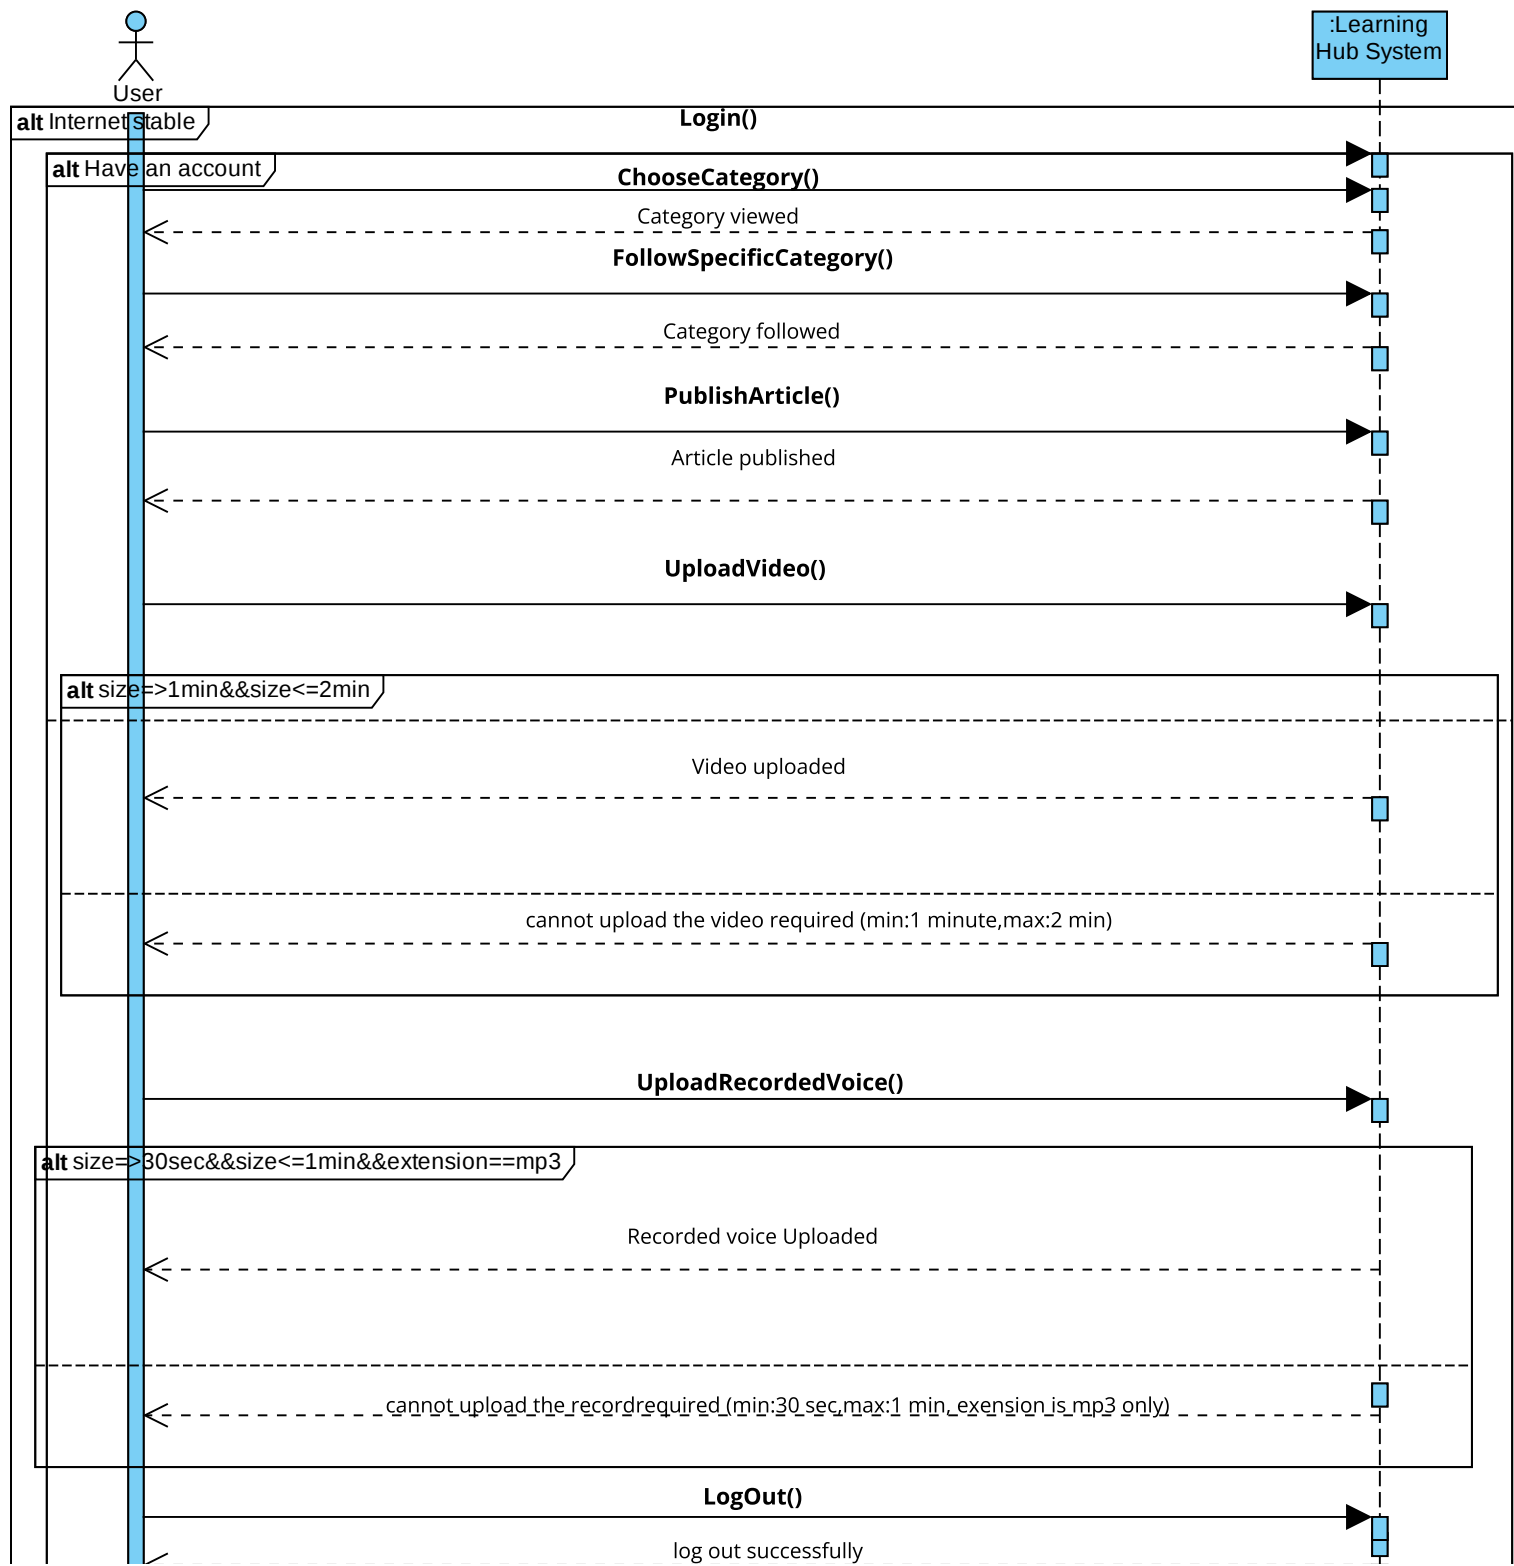 :Learning
Hub System
User
alt Internet stable
Login()
alt Have an account
ChooseCategory()
Category viewed
FollowSpecificCategory()
Category followed
PublishArticle()
Article published
UploadVideo()
alt size=>1min&&size<=2min
Video uploaded
cannot upload the video required (min:1 minute,max:2 min)
UploadRecordedVoice()
alt size=>30sec&&size<=1min&&extension==mp3
Recorded voice Uploaded
cannot upload the recordrequired (min:30 sec,max:1 min, exension is mp3 only)
LogOut()
log out successfully